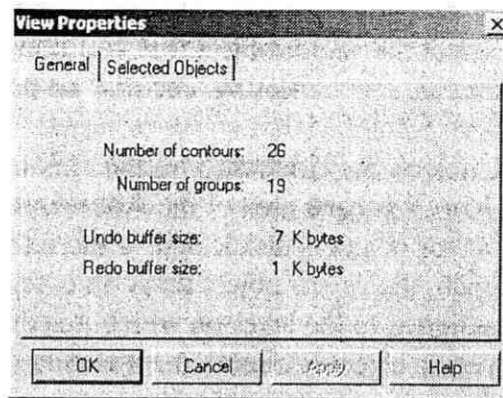 View Properties
General Selected Objects
Number of contours: 26
Number of groups: 19
Undo buffer size: 7 K bytes
Redo buffer size: 1 K bytes
OK Cancel Apply Help